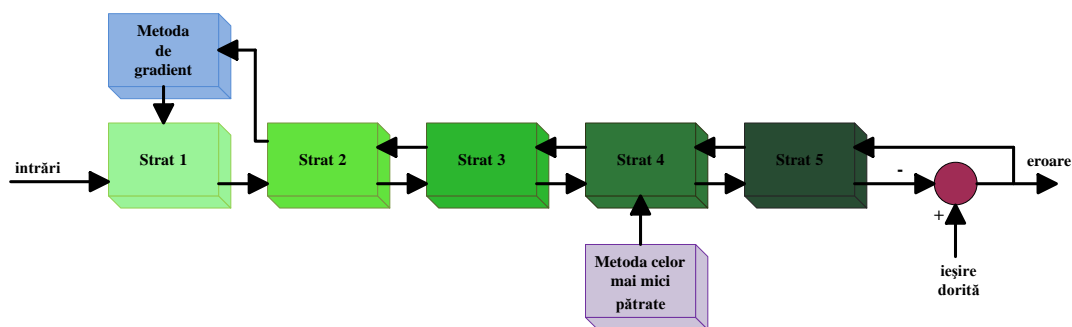 Metoda
de
gradient
intrări
Strat 1
Strat 2
Strat 3
Strat 4
Strat 5
-
eroare
+
Metoda celor
mai mici
pătrate
ieşire
dorită